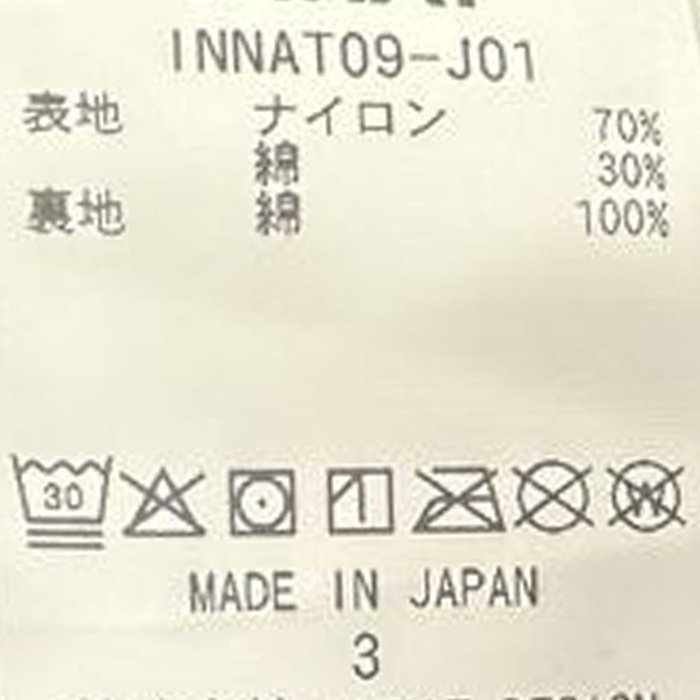 INNAT09-J01
表地 ナイロン 70%
綿 30%
裏地 綿 100%
30
W
MADE IN JAPAN
3